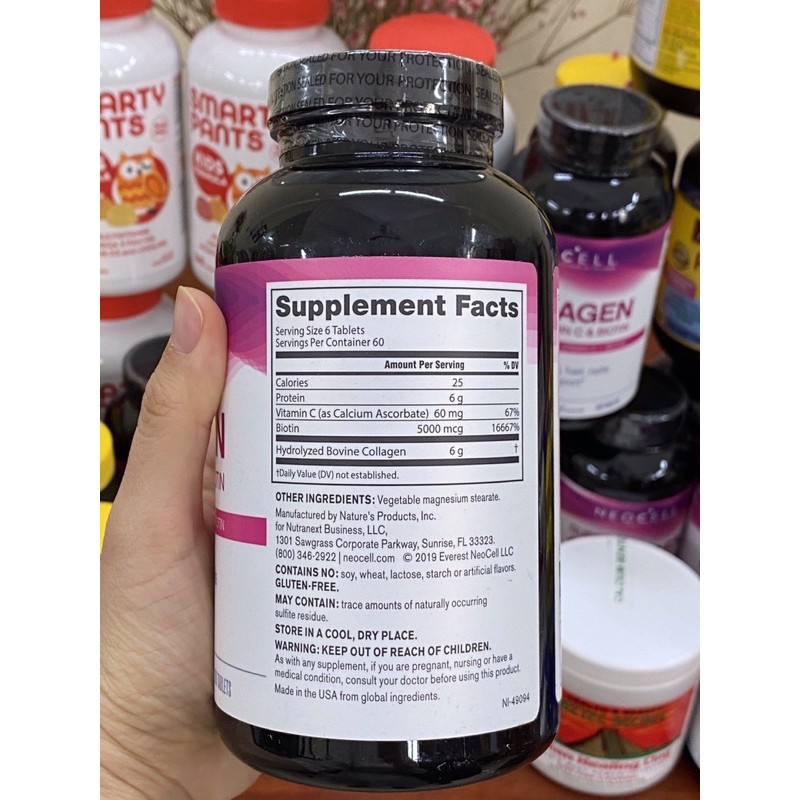 SMARTY
PANTS
KIDS
SEALED FOR YOUR PROTECTION SEALED
Supplement Facts
Serving Size 6 Tablets
Servings Per Container 60
Amount Per Serving % DV
Calories 25
Protein 6 g
Vitamin C (as Calcium Ascorbate) 60 mg 67%
Biotin 5000 mcg 16667%
Hydrolyzed Bovine Collagen 6 g †
†Daily Value (DV) not established.
OTHER INGREDIENTS: Vegetable magnesium stearate.
Manufactured by Nature's Products, Inc.
for Nutranext Business, LLC,
1301 Sawgrass Corporate Parkway, Sunrise, FL 33323.
(800) 346-2922 | neocell.com © 2019 Everest NeoCell LLC
CONTAINS NO: soy, wheat, lactose, starch or artificial flavors.
GLUTEN-FREE.
MAY CONTAIN: trace amounts of naturally occurring
sulfite residue.
STORE IN A COOL, DRY PLACE.
WARNING: KEEP OUT OF REACH OF CHILDREN.
As with any supplement, if you are pregnant, nursing or have a
medical condition, consult your doctor before using this product.
Made in the USA from global ingredients.
NI-49094
N
TIN
TABLETS
OCELL
AGEN
N C & BIOTIN
NEOCELL